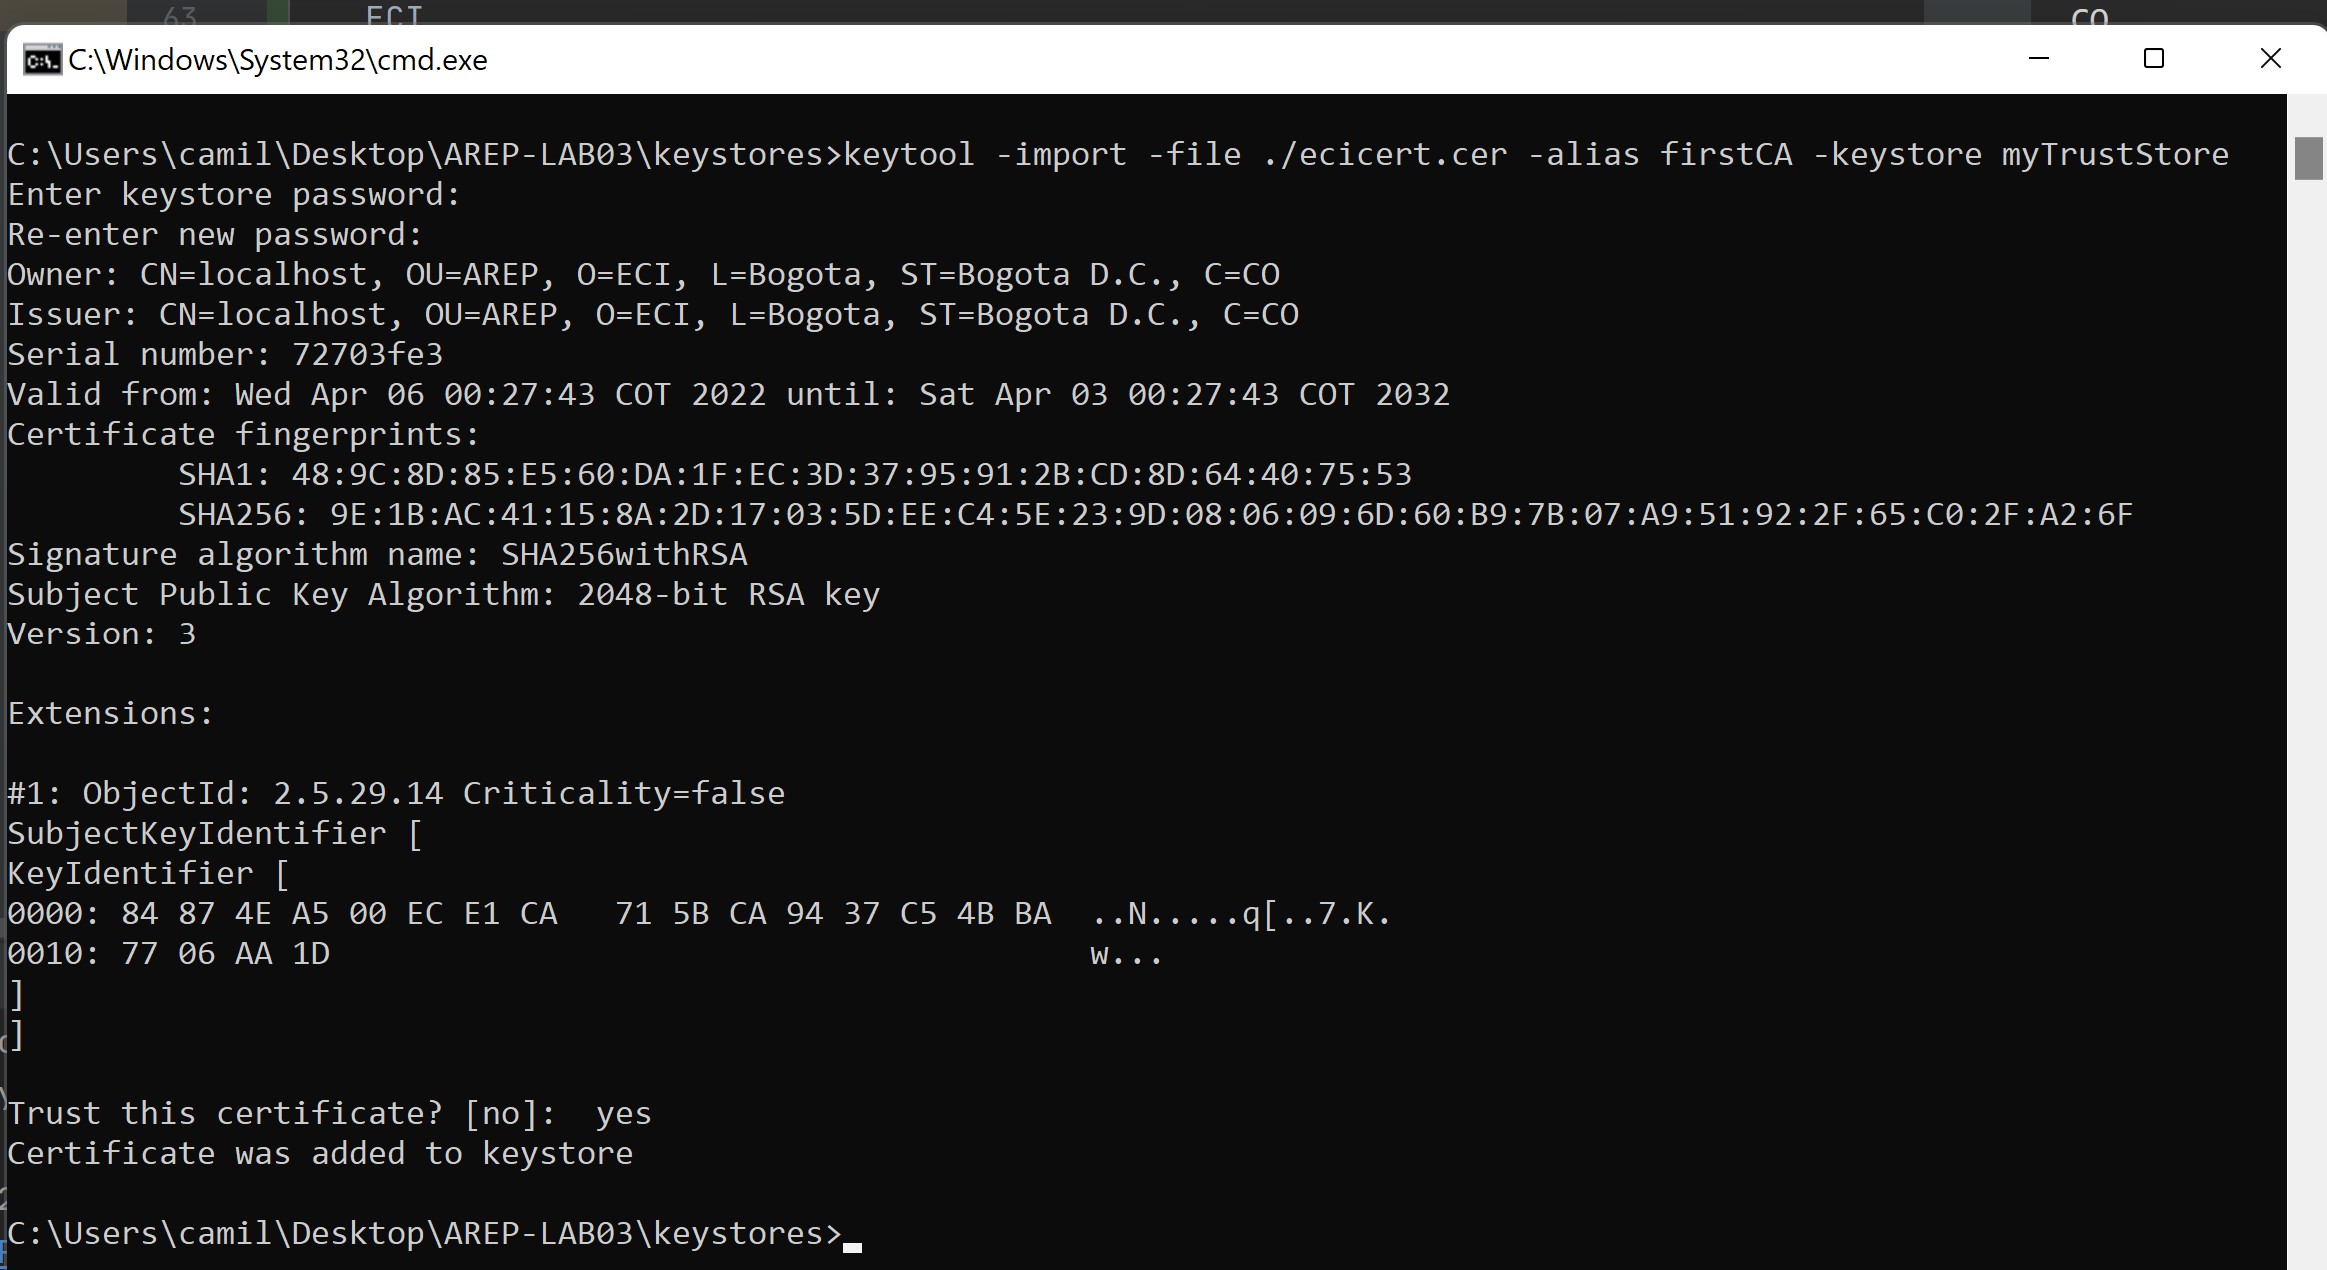 63 ECI CO
C:\Windows\System32\cmd.exe
C:\Users\camil\Desktop\AREP-LAB03\keystores>keytool -import -file ./ecicert.cer -alias firstCA -keystore myTrustStore
Enter keystore password:
Re-enter new password:
Owner: CN=localhost, OU=AREP, O=ECI, L=Bogota, ST=Bogota D.C., C=CO
Issuer: CN=localhost, OU=AREP, O=ECI, L=Bogota, ST=Bogota D.C., C=CO
Serial number: 72703fe3
Valid from: Wed Apr 06 00:27:43 COT 2022 until: Sat Apr 03 00:27:43 COT 2032
Certificate fingerprints:
         SHA1: 48:9C:8D:85:E5:60:DA:1F:EC:3D:37:95:91:2B:CD:8D:64:40:75:53
         SHA256: 9E:1B:AC:41:15:8A:2D:17:03:5D:EE:C4:5E:23:9D:08:06:09:6D:60:B9:7B:07:A9:51:92:2F:65:C0:2F:A2:6F
Signature algorithm name: SHA256withRSA
Subject Public Key Algorithm: 2048-bit RSA key
Version: 3
Extensions:
#1: ObjectId: 2.5.29.14 Criticality=false
SubjectKeyIdentifier [
KeyIdentifier [
0000: 84 87 4E A5 00 EC E1 CA   71 5B CA 94 37 C5 4B BA  ..N.....q[..7.K.
0010: 77 06 AA 1D                                        w...
]
]
Trust this certificate? [no]:  yes
Certificate was added to keystore
C:\Users\camil\Desktop\AREP-LAB03\keystores>